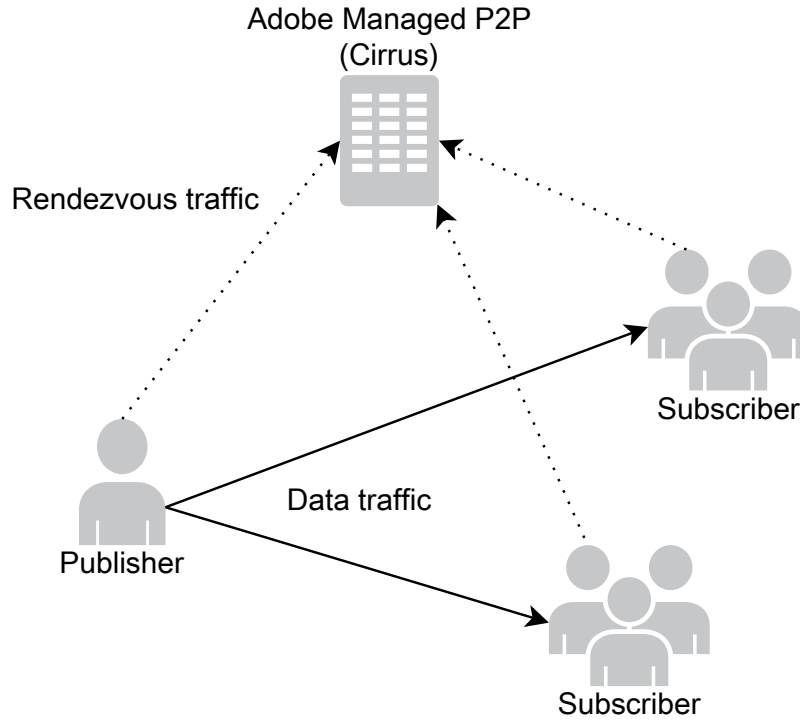 Adobe Managed P2P
(Cirrus)
Rendezvous traffic
Subscriber
Data traffic
Publisher
Subscriber